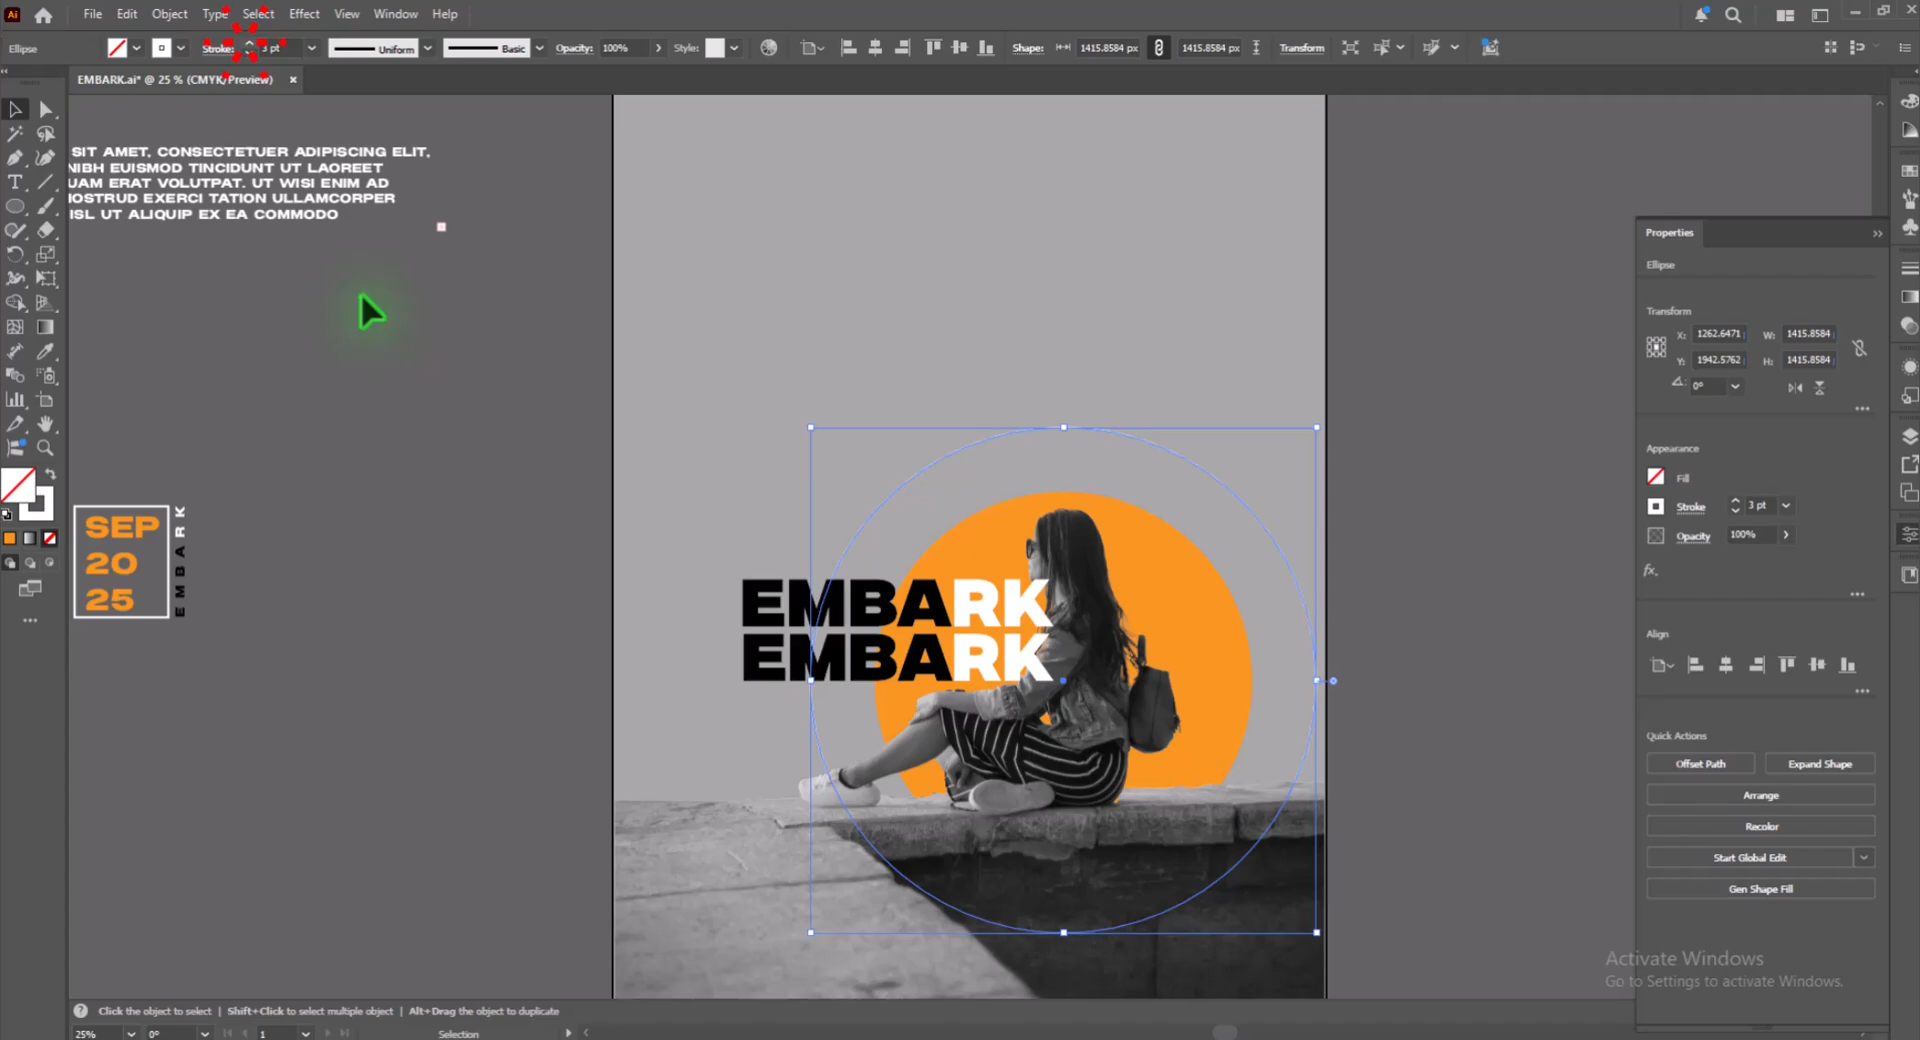 File Edit Object Type Select Effect View Window Help
Ellipse Stroke: 3 pt Uniform Basic Opacity: 100% Style: Shape: 1415.8584 px 1415.8584 px Transform
EMBARK.ai* @ 25 % (CMYK/Preview)
SIT AMET, CONSECTETUER ADIPISCING ELIT,
NIBH EUISMOD TINCIDUNT UT LAOREET
UAM ERAT VOLUTPAT. UT WISI ENIM AD
NOSTRUD EXERCI TATION ULLAMCORPER
ISL UT ALIQUIP EX EA COMMODO
SEP
20
25
EMBARK
EMBARK
EMBARK
Properties
Ellipse
Transform
X: 1262.6471 W: 1415.8584
Y: 1942.5762 H: 1415.8584
0°
Appearance
Fill
Stroke 3 pt
Opacity 100%
fx.
Align
Quick Actions
Offset Path Expand Shape
Arrange
Recolor
Start Global Edit
Gen Shape Fill
Activate Windows
Go to Settings to activate Windows.
Click the object to select | Shift+Click to select multiple object | Alt+Drag the object to duplicate
25% 0° 1 Selection